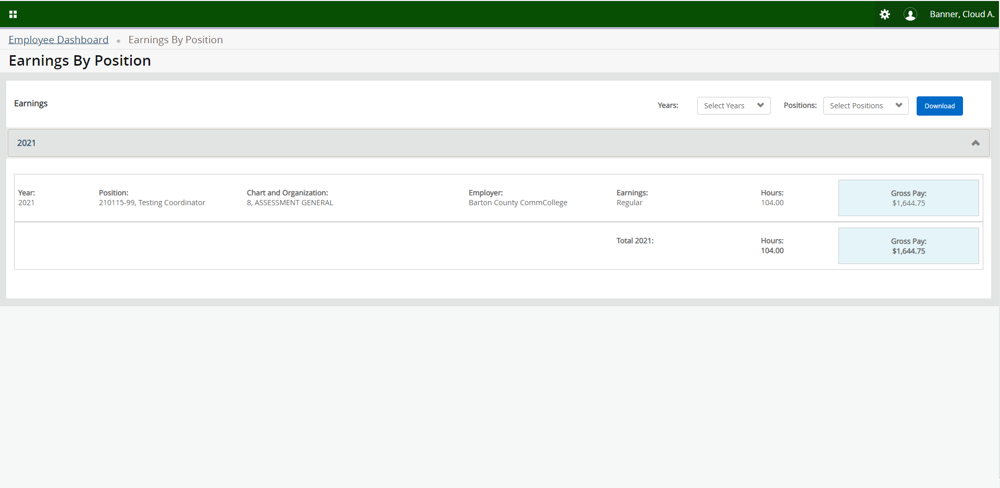 Banner, Cloud A.
Employee Dashboard • Earnings By Position
Earnings By Position
Earnings
Years: Select Years Positions: Select Positions Download
2021
Year: Position: Chart and Organization: Employer: Earnings: Hours: Gross Pay:
2021 210115-99, Testing Coordinator 8, ASSESSMENT GENERAL Barton County CommCollege Regular 104.00 $1,644.75
Total 2021: Hours: Gross Pay:
104.00 $1,644.75